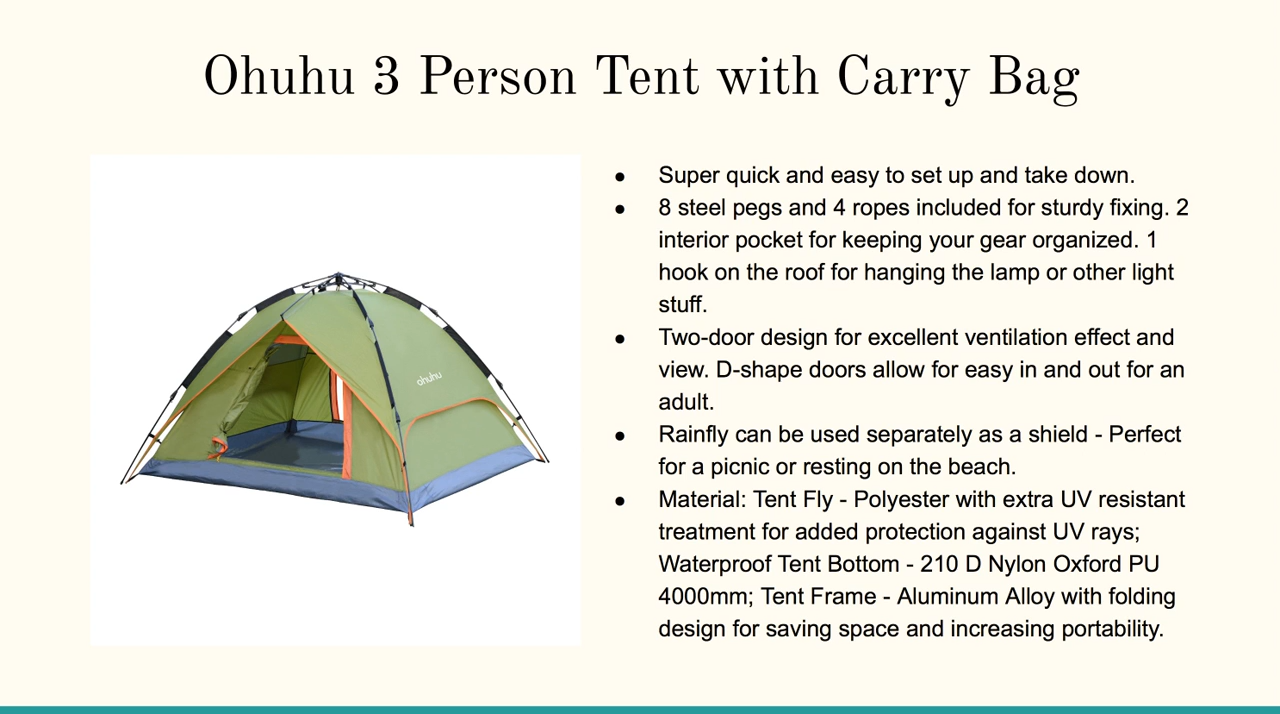 Ohuhu 3 Person Tent with Carry Bag
ohuhu
● Super quick and easy to set up and take down.
● 8 steel pegs and 4 ropes included for sturdy fixing. 2
interior pocket for keeping your gear organized. 1
hook on the roof for hanging the lamp or other light
stuff.
● Two-door design for excellent ventilation effect and
view. D-shape doors allow for easy in and out for an
adult.
● Rainfly can be used separately as a shield - Perfect
for a picnic or resting on the beach.
● Material: Tent Fly - Polyester with extra UV resistant
treatment for added protection against UV rays;
Waterproof Tent Bottom - 210 D Nylon Oxford PU
4000mm; Tent Frame - Aluminum Alloy with folding
design for saving space and increasing portability.